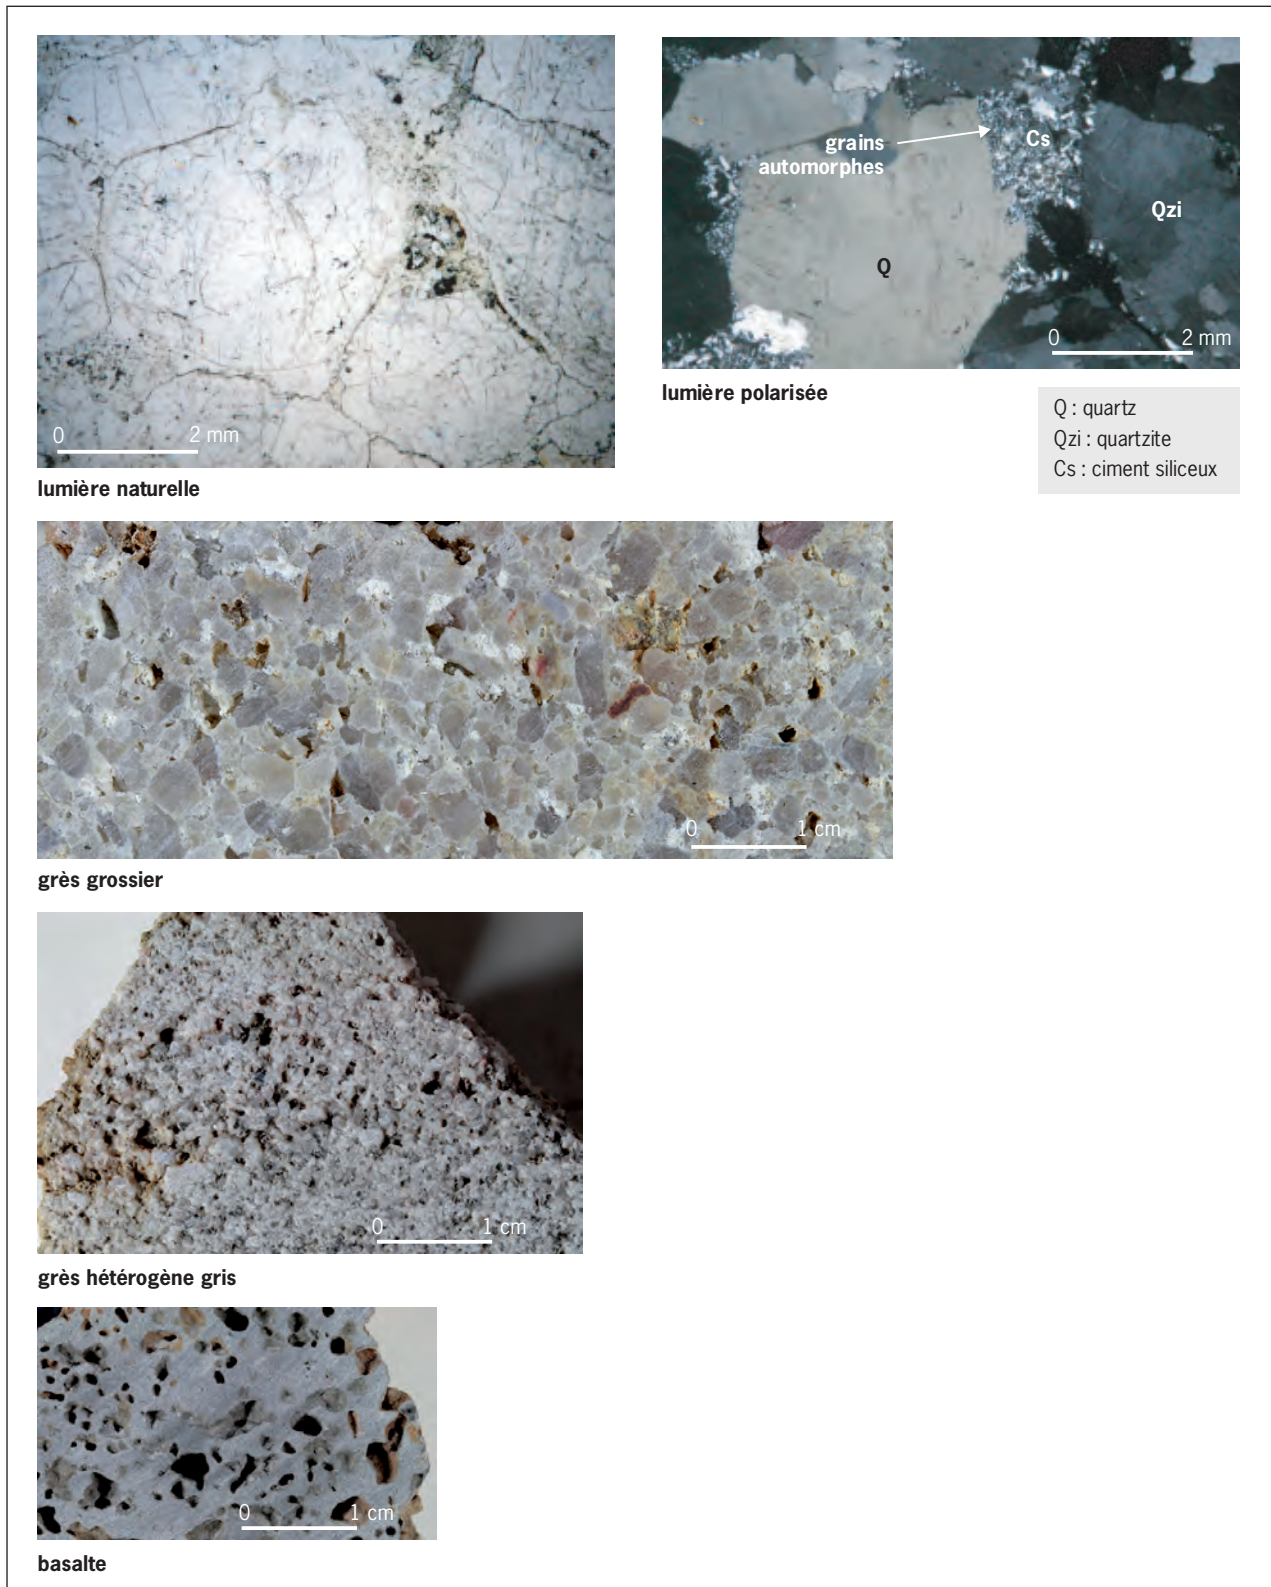 grains
automorphes
Cs
Qzi
Q
0 2 mm
lumière polarisée
0 2 mm
lumière naturelle
Q : quartz
Qzi : quartzite
Cs : ciment siliceux
0 1 cm
grès grossier
0 1 cm
grès hétérogène gris
0 1 cm
basalte